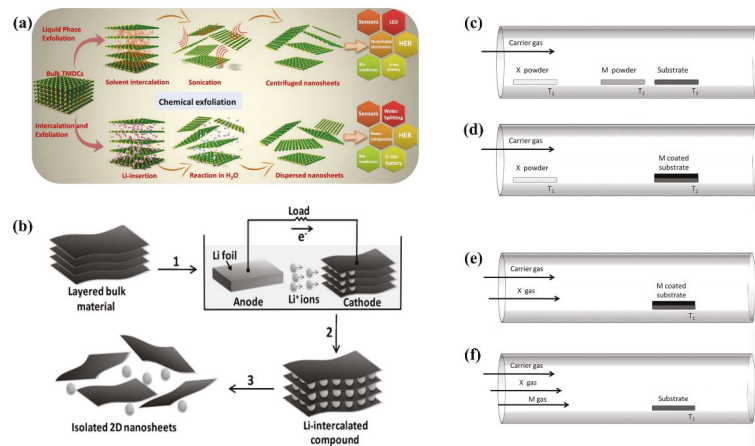 (a)
Liquid Phase
Exfoliation
Bulk TMDCs
Solvent intercalation
Sonication
Centrifuged nanosheets
Sensors
LED
HER
Li-ion
battery
Chemical exfoliation
Intercalation and
Exfoliation
Li-insertion
Reaction in H₂O
Dispersed nanosheets
Sensors
Water
Splitting
HER
Li-ion
battery
(b)
Layered bulk
material
1
Load
e⁻
Li foil
Anode
Li⁺ ions
Cathode
2
3
Isolated 2D nanosheets
Li-intercalated
compound
(c)
Carrier gas
X powder
M powder
Substrate
T₁
T₂
T₃
(d)
Carrier gas
X powder
M coated
substrate
T₁
T₂
(e)
Carrier gas
X gas
M coated
substrate
T₁
(f)
Carrier gas
X gas
M gas
Substrate
T₁